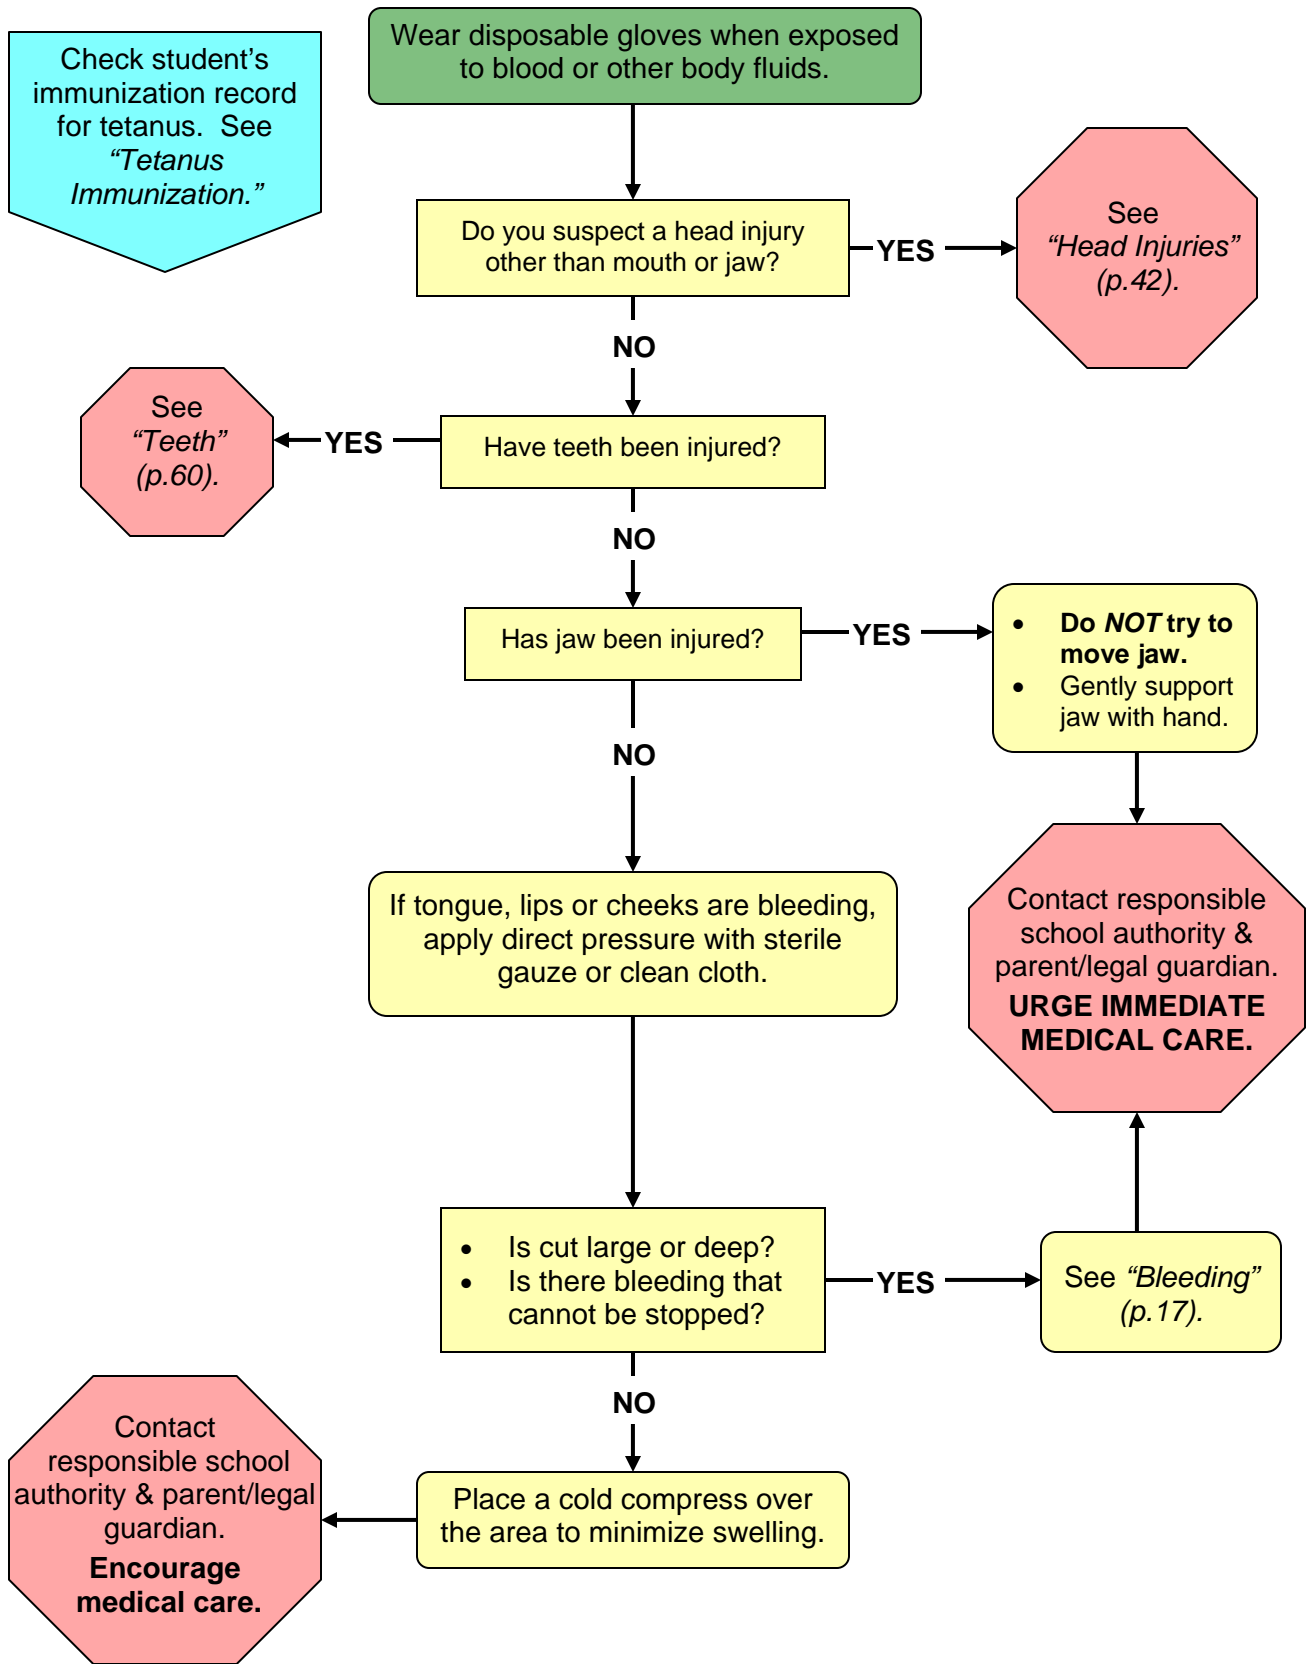 Check student’s
immunization record
for tetanus.  See
“Tetanus
Immunization.”
Wear disposable gloves when exposed
to blood or other body fluids.
Do you suspect a head injury
other than mouth or jaw?
YES
See
“Head Injuries”
(p.42).
NO
See
“Teeth”
(p.60).
YES
Have teeth been injured?
NO
Has jaw been injured?
YES
• Do NOT try to
move jaw.
• Gently support
jaw with hand.
NO
If tongue, lips or cheeks are bleeding,
apply direct pressure with sterile
gauze or clean cloth.
Contact responsible
school authority &
parent/legal guardian.
URGE IMMEDIATE
MEDICAL CARE.
• Is cut large or deep?
• Is there bleeding that
cannot be stopped?
YES
See “Bleeding”
(p.17).
NO
Place a cold compress over
the area to minimize swelling.
Contact
responsible school
authority & parent/legal
guardian.
Encourage
medical care.